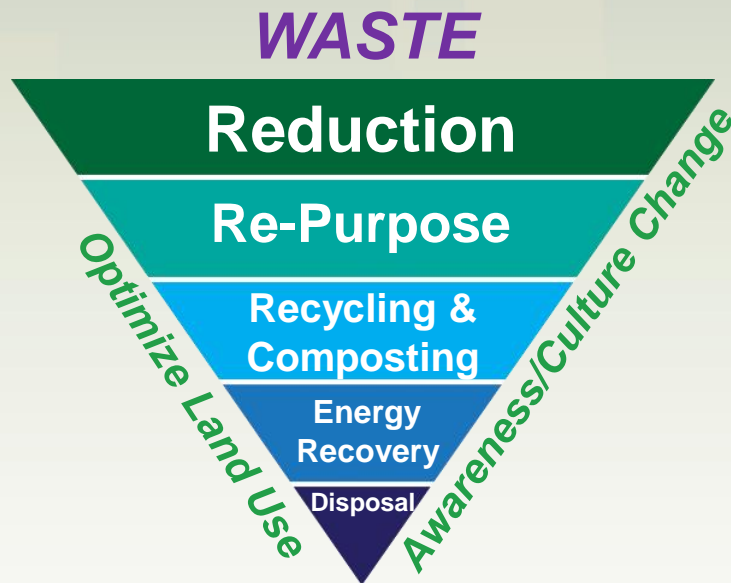 WASTE
Reduction
Re-Purpose
Recycling &
Composting
Energy
Recovery
Disposal
Optimize Land Use
Awareness/Culture Change